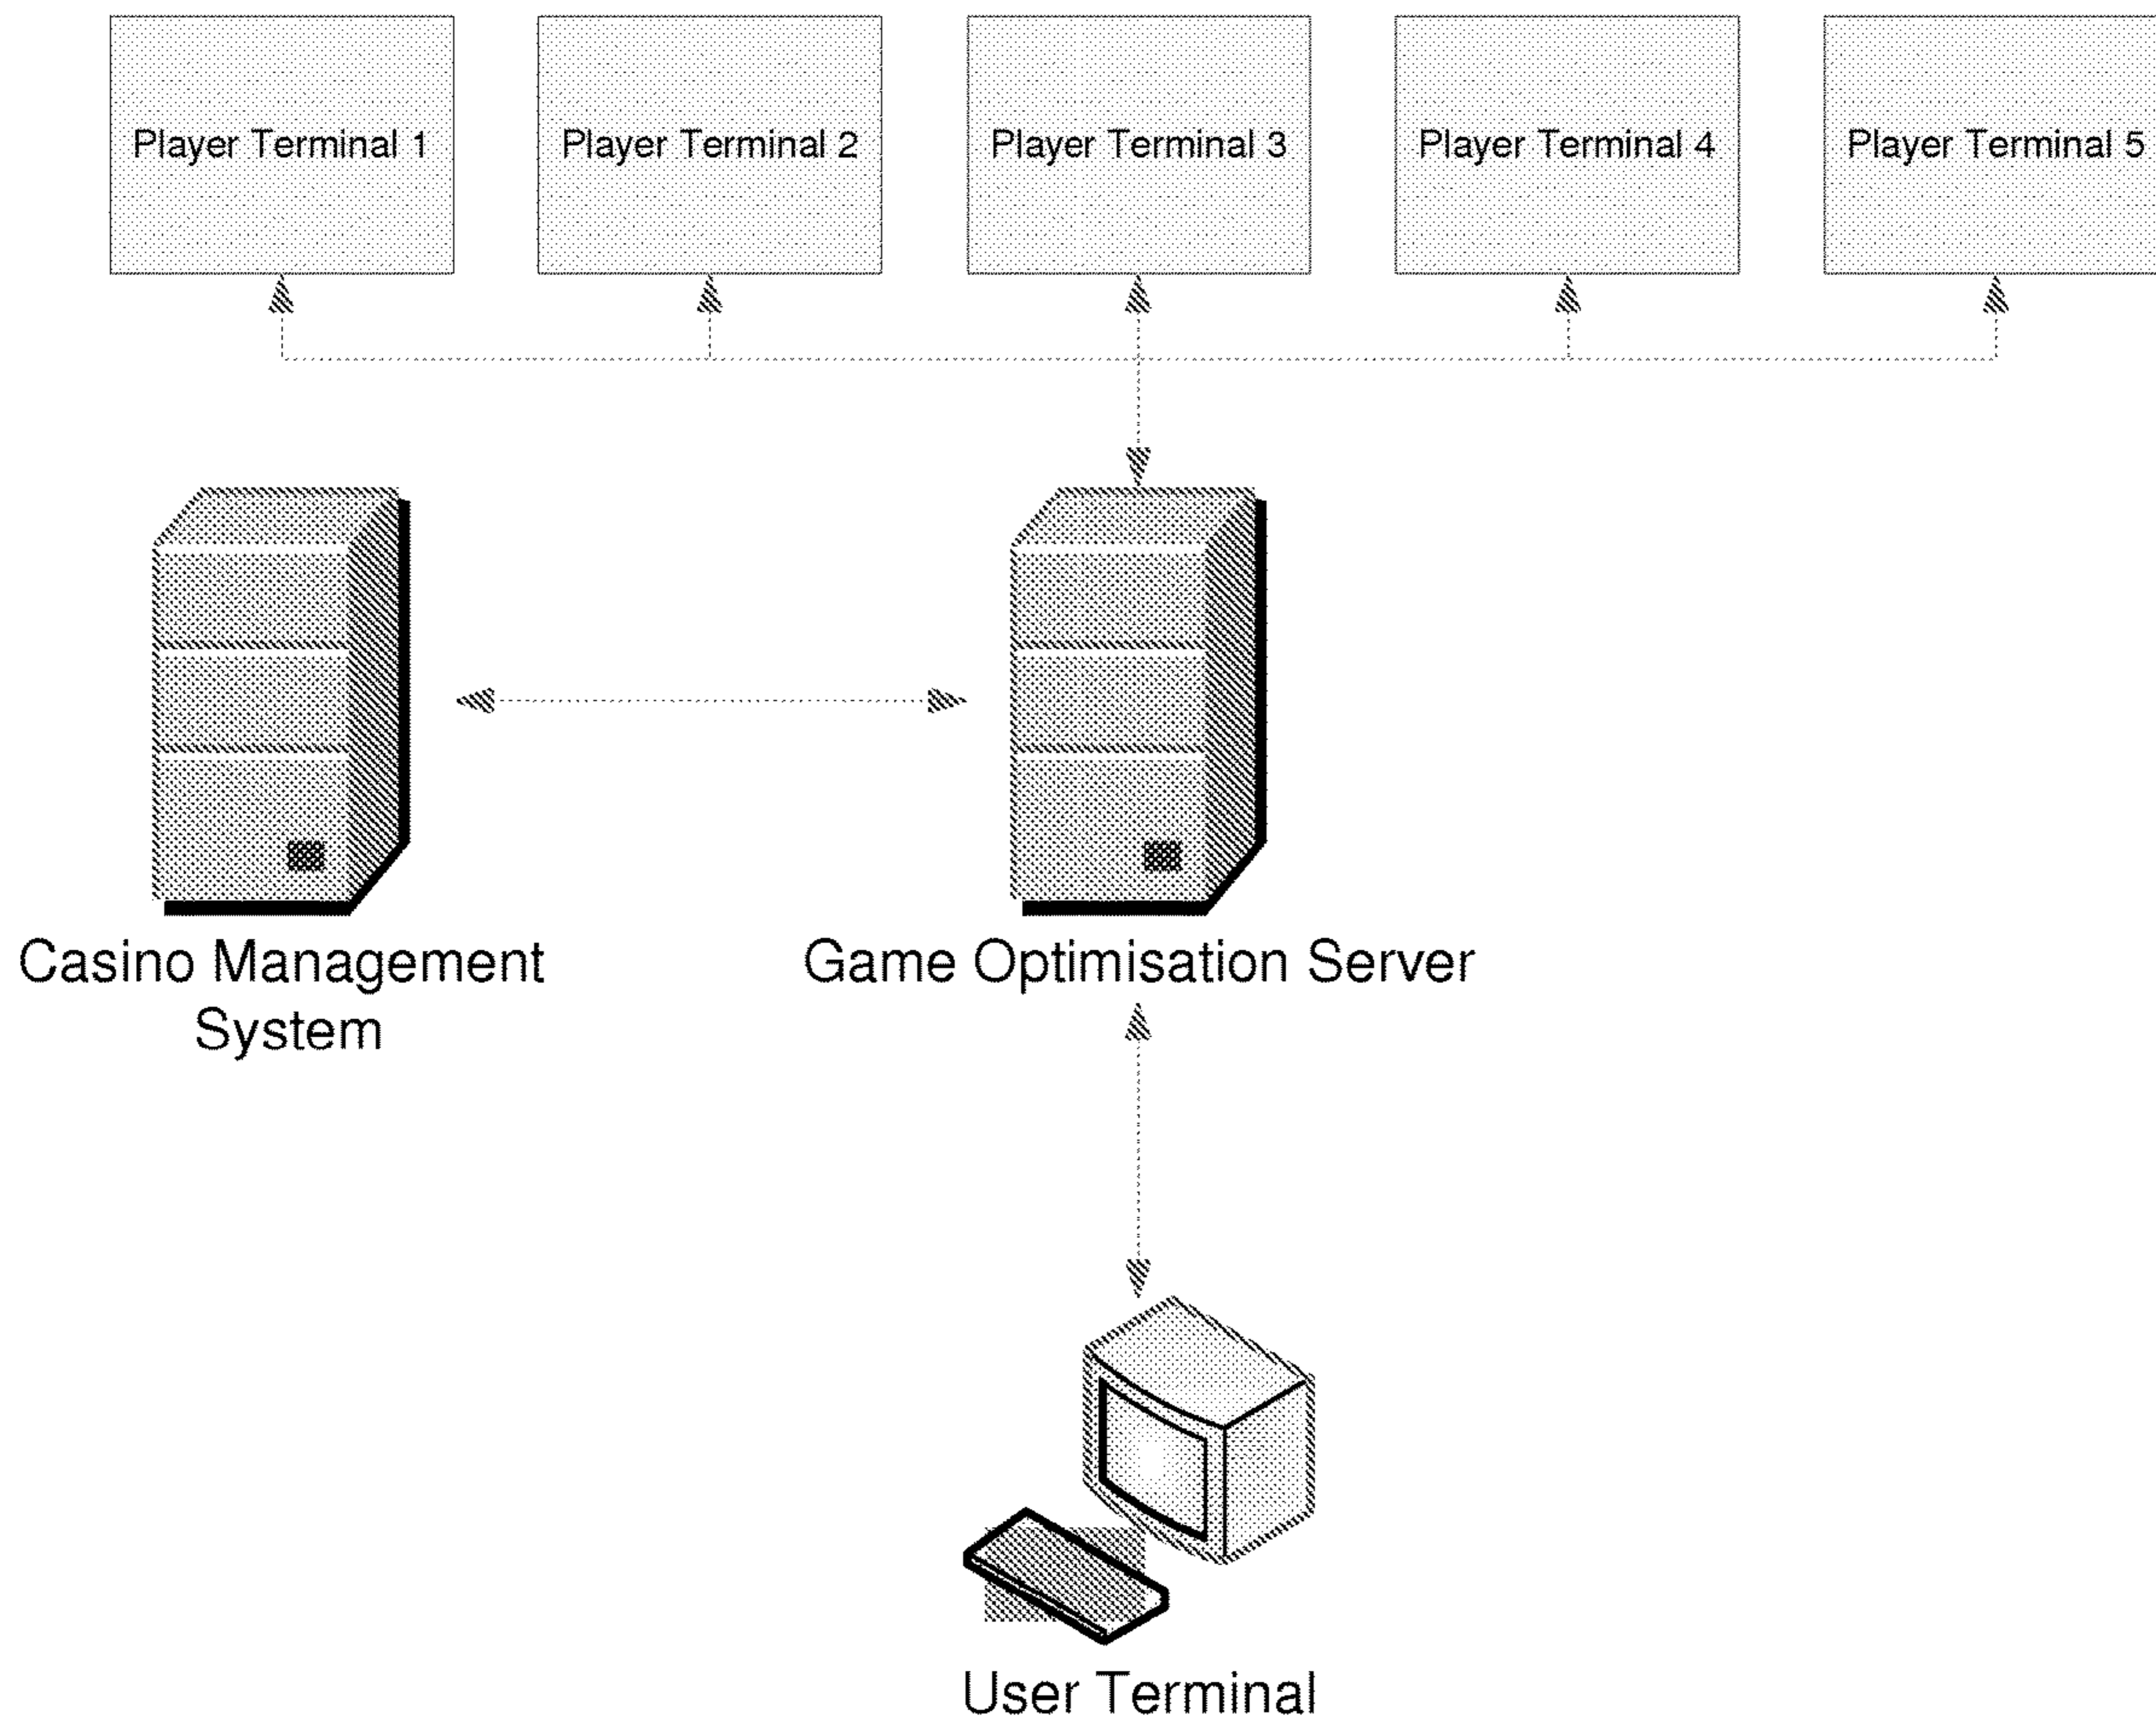 Player Terminal 1
Player Terminal 2
Player Terminal 3
Player Terminal 4
Player Terminal 5
Casino Management
System
Game Optimisation Server
User Terminal